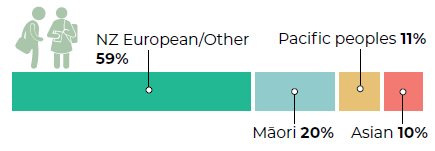 NZ European/Other
59%
Pacific peoples 11%
Māori 20%
Asian 10%